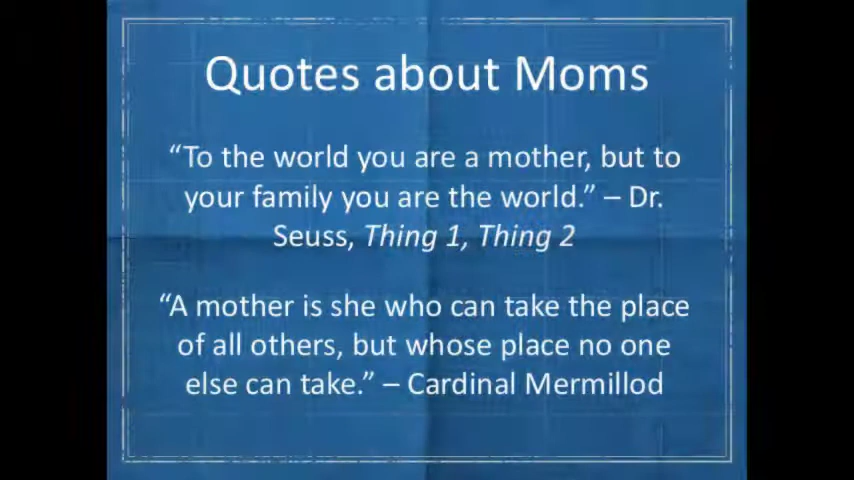 Quotes about Moms
“To the world you are a mother, but to
your family you are the world.” – Dr.
Seuss, Thing 1, Thing 2
“A mother is she who can take the place
of all others, but whose place no one
else can take.” – Cardinal Mermillod